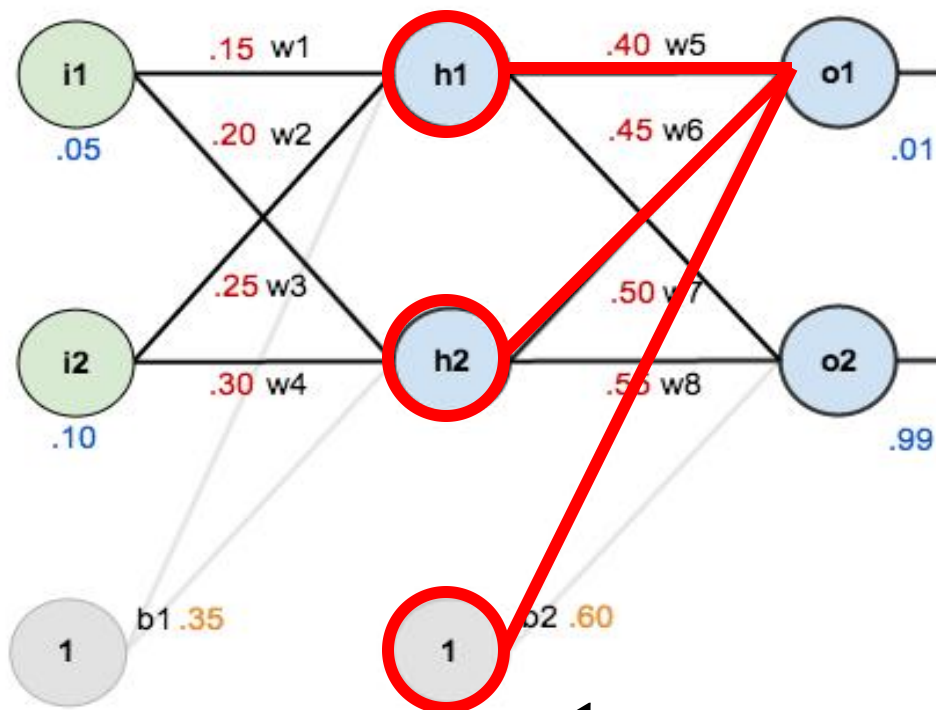 .15 w1
.40 w5
i1
h1
o1
.05
.20 w2
.45 w6
.01
.25 w3
.50 w7
i2
h2
o2
.30 w4
.55 w8
.10
.99
b1 .35
b2 .60
1
1